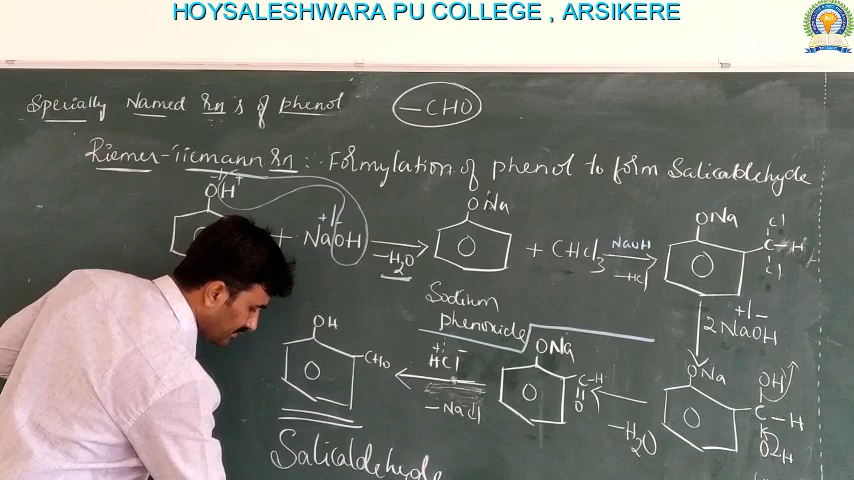 HOYSALESHWARA PU COLLEGE , ARSIKERE
Specially Named Rn's of phenol
-CHO
Riemer-Tiemann Rn :- Formylation of phenol to form Salicaldehyde
OH + NaOH
-H2O
ONa
+ CHCl3
NaOH
-HCl
ONa
Cl
C-H
Cl
Sodium
phenoxide
2NaOH
ONa
OH
C-H
OH
-H2O
ONa
C-H
O
HCl
-NaCl
OH
CHO
Salicaldehyde